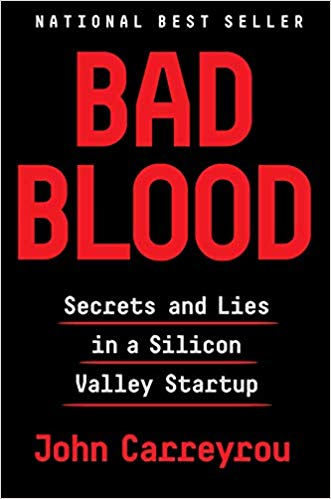 NATIONAL BEST SELLER
BAD
BLOOD
Secrets and Lies
in a Silicon
Valley Startup
John Carreyrou